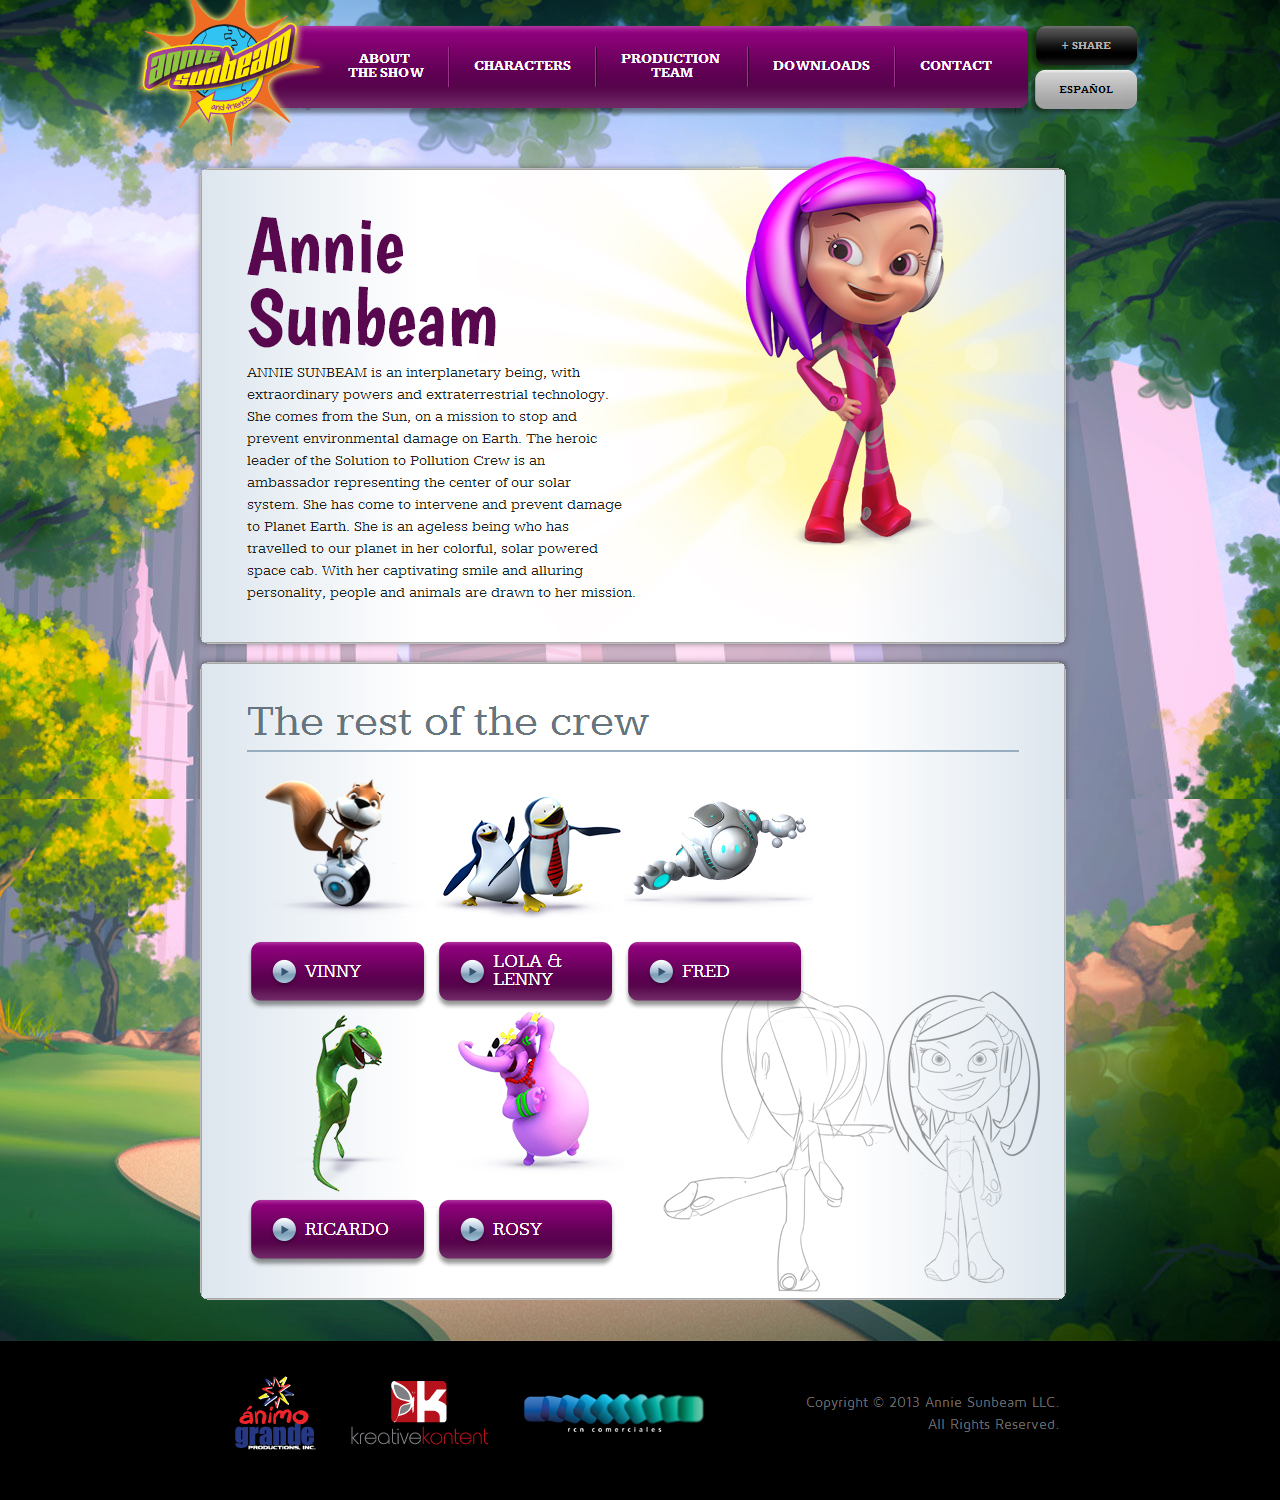 annie
sunbeam
and friends
ABOUT
THE SHOW
CHARACTERS
PRODUCTION
TEAM
DOWNLOADS
CONTACT
+ SHARE
ESPAÑOL
Annie
Sunbeam
ANNIE SUNBEAM is an interplanetary being, with
extraordinary powers and extraterrestrial technology.
She comes from the Sun, on a mission to stop and
prevent environmental damage on Earth. The heroic
leader of the Solution to Pollution Crew is an
ambassador representing the center of our solar
system. She has come to intervene and prevent damage
to Planet Earth. She is an ageless being who has
travelled to our planet in her colorful, solar powered
space cab. With her captivating smile and alluring
personality, people and animals are drawn to her mission.
The rest of the crew
VINNY
LOLA &
LENNY
FRED
RICARDO
ROSY
ánimo
grande
PRODUCTIONS, INC.
k
kreativekontent
rcn comerciales
Copyright © 2013 Annie Sunbeam LLC.
All Rights Reserved.